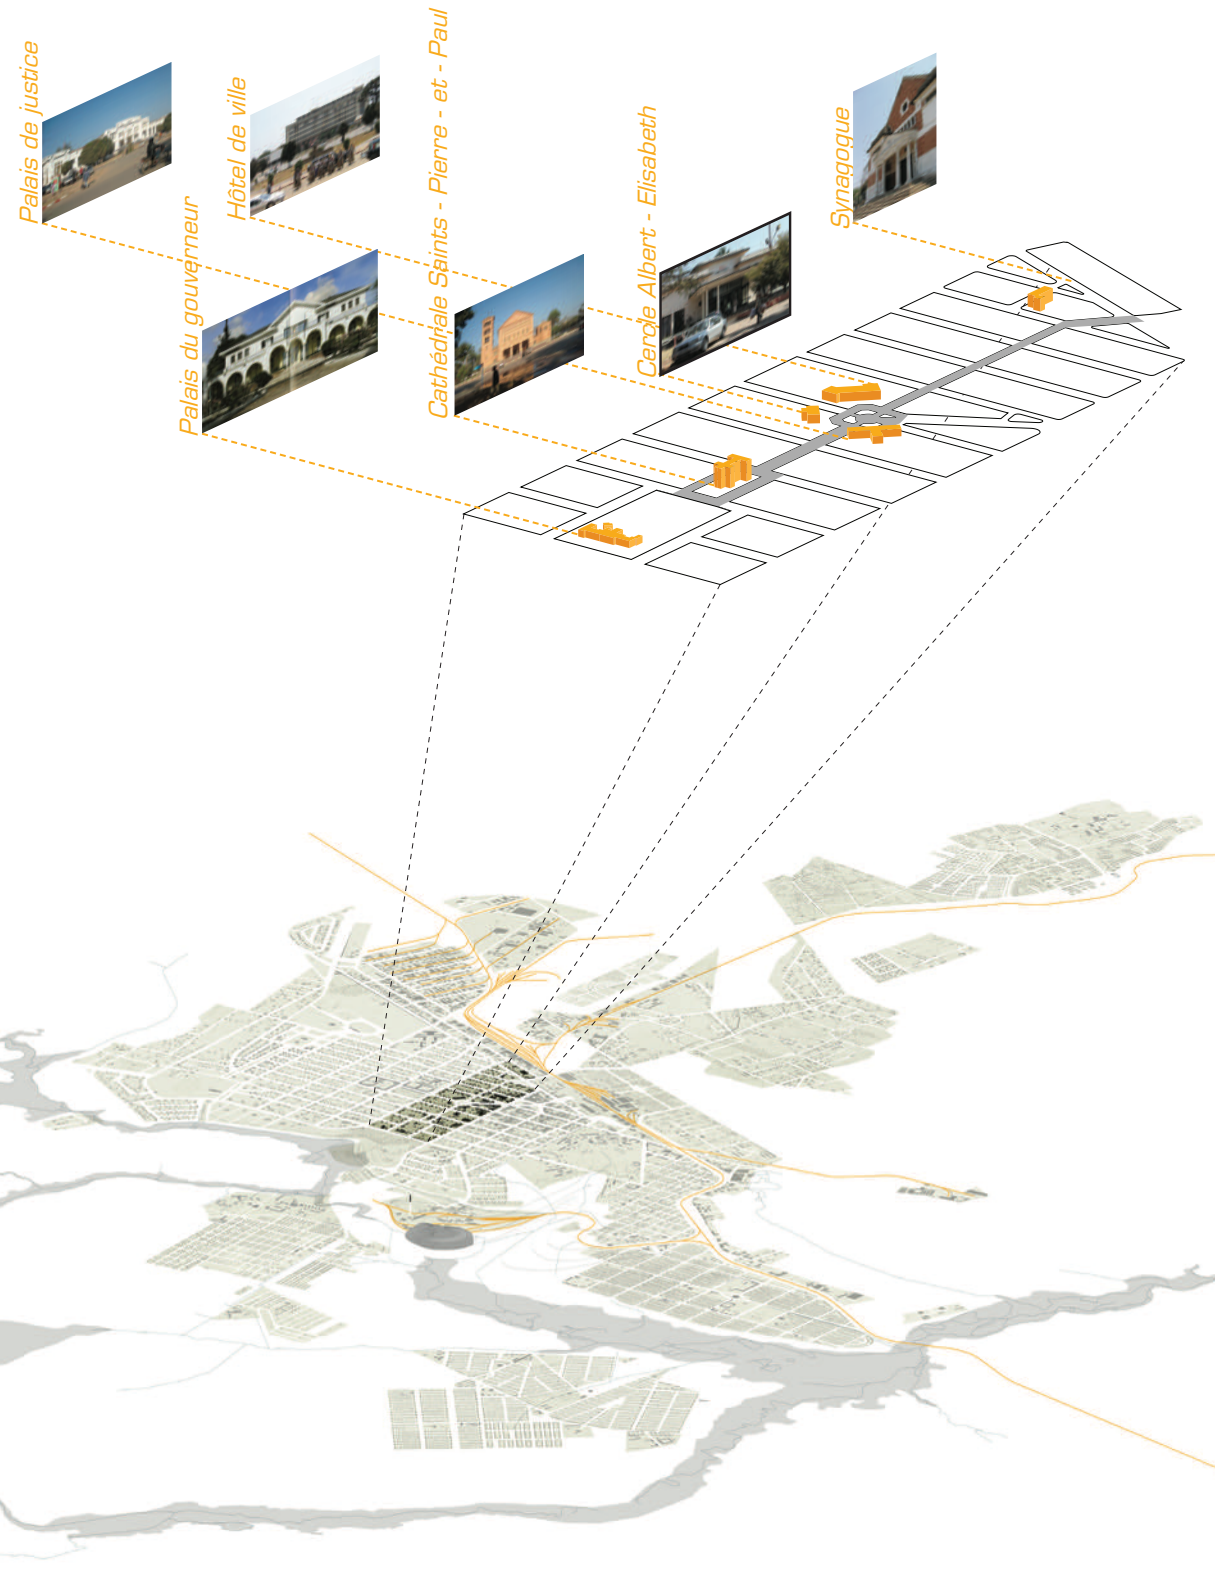 Palais de justice
Hôtel de ville
Palais du gouverneur
Cathédrale Saints - Pierre - et - Paul
Cercle Albert - Elisabeth
Synagogue